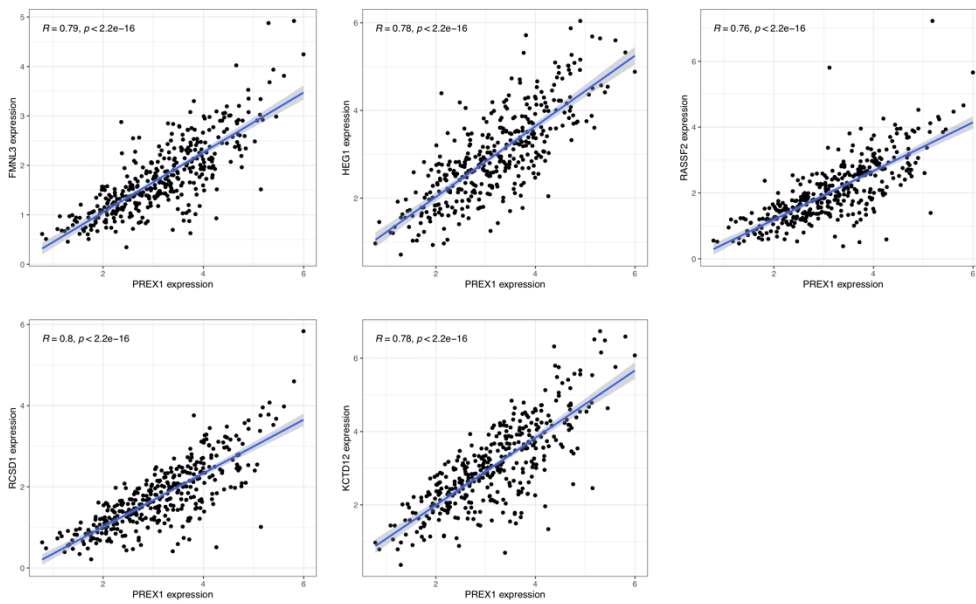 R = 0.79, p < 2.2e−16
5
4
3
2
1
0
FMNL3 expression
2
4
6
PREX1 expression
R = 0.78, p < 2.2e−16
6
4
2
HEG1 expression
2
4
6
PREX1 expression
R = 0.76, p < 2.2e−16
6
4
2
0
RASSF2 expression
2
4
6
PREX1 expression
R = 0.8, p < 2.2e−16
6
4
2
0
RCSD1 expression
2
4
6
PREX1 expression
R = 0.78, p < 2.2e−16
6
4
2
KCTD12 expression
2
4
6
PREX1 expression